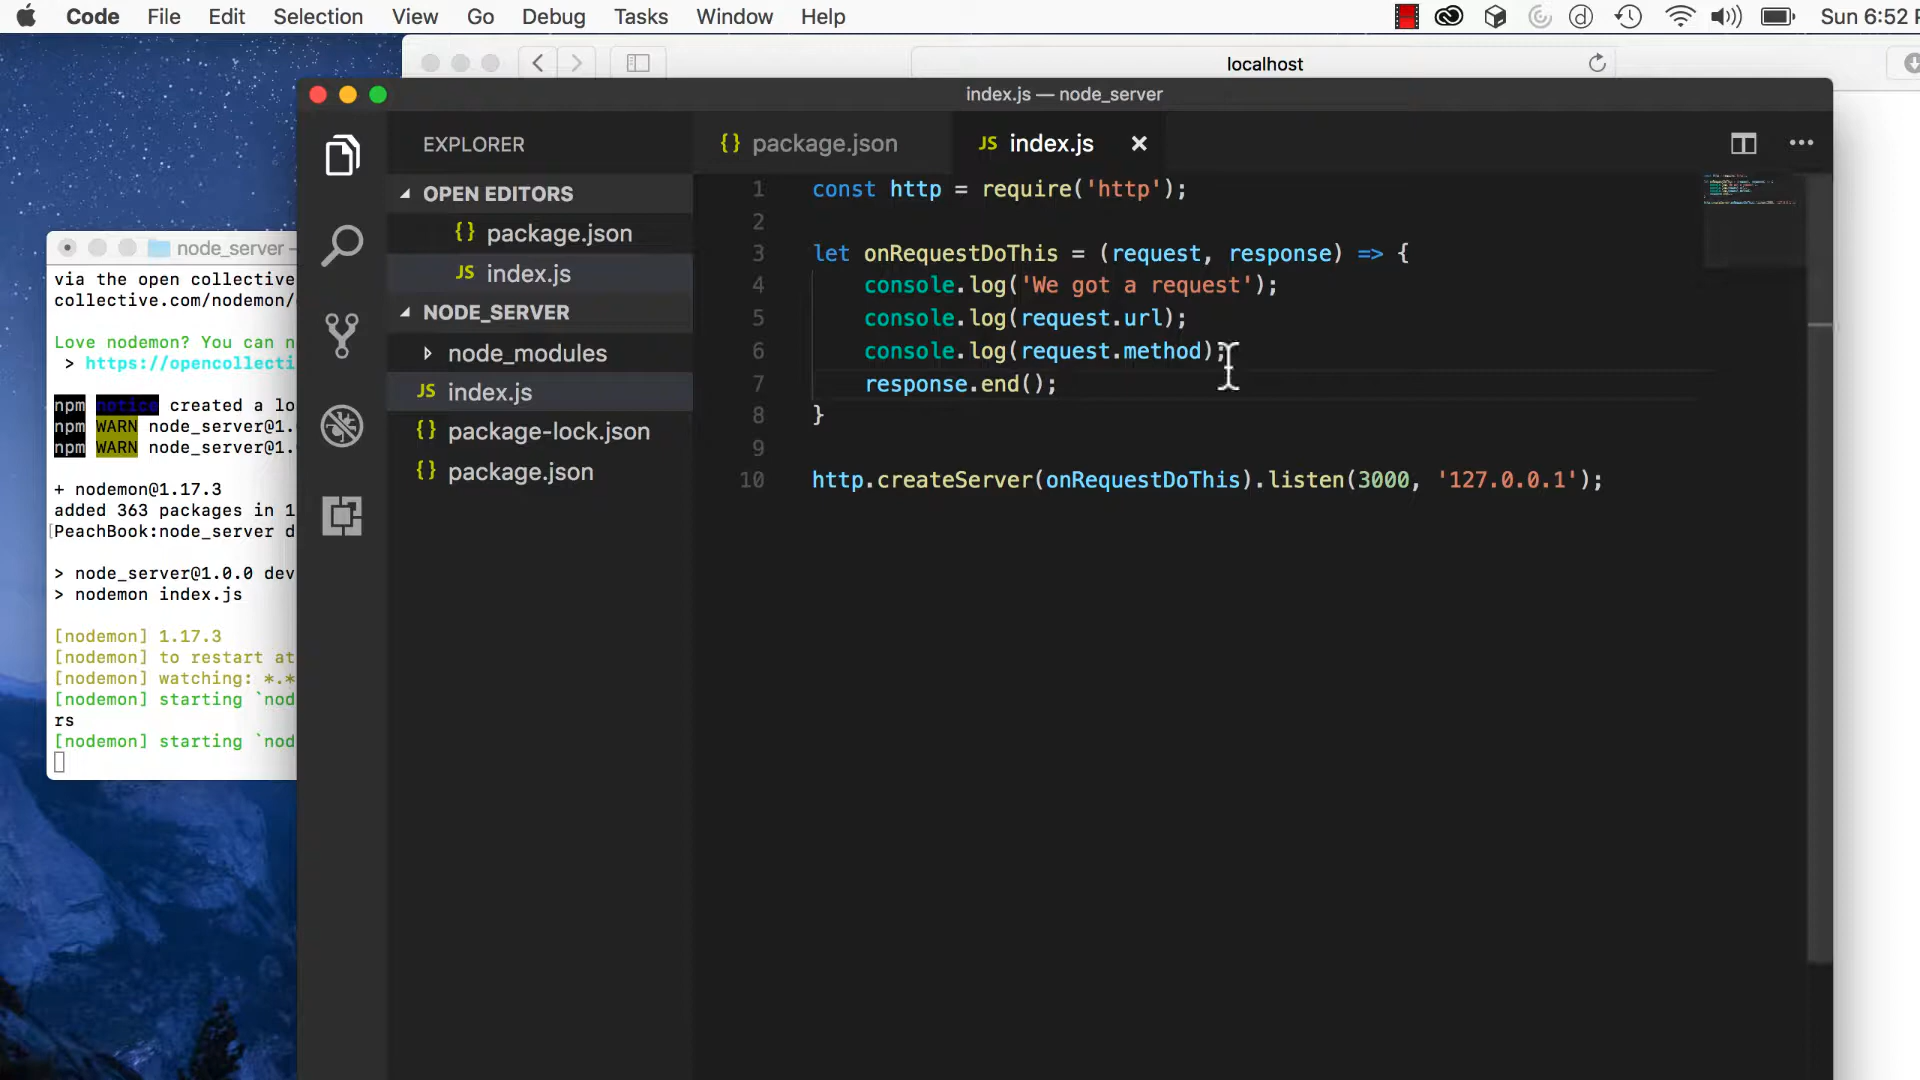 Code File Edit Selection View Go Debug Tasks Window Help Sun 6:52
localhost
index.js — node_server
EXPLORER
OPEN EDITORS
{} package.json
JS index.js
NODE_SERVER
node_modules
JS index.js
{} package-lock.json
{} package.json
{} package.json JS index.js
1 const http = require('http');
2
3 let onRequestDoThis = (request, response) => {
4 console.log('We got a request');
5 console.log(request.url);
6 console.log(request.method);
7 response.end();
8 }
9
10 http.createServer(onRequestDoThis).listen(3000, '127.0.0.1');
node_server —
via the open collective
collective.com/nodemon/
Love nodemon? You can
> https://opencollecti
npm notice created a lo
npm WARN node_server@1.
npm WARN node_server@1.
+ nodemon@1.17.3
added 363 packages in 1
PeachBook:node_server d
> node_server@1.0.0 dev
> nodemon index.js
[nodemon] 1.17.3
[nodemon] to restart at
[nodemon] watching: *.*
[nodemon] starting `nod
rs
[nodemon] starting `nod